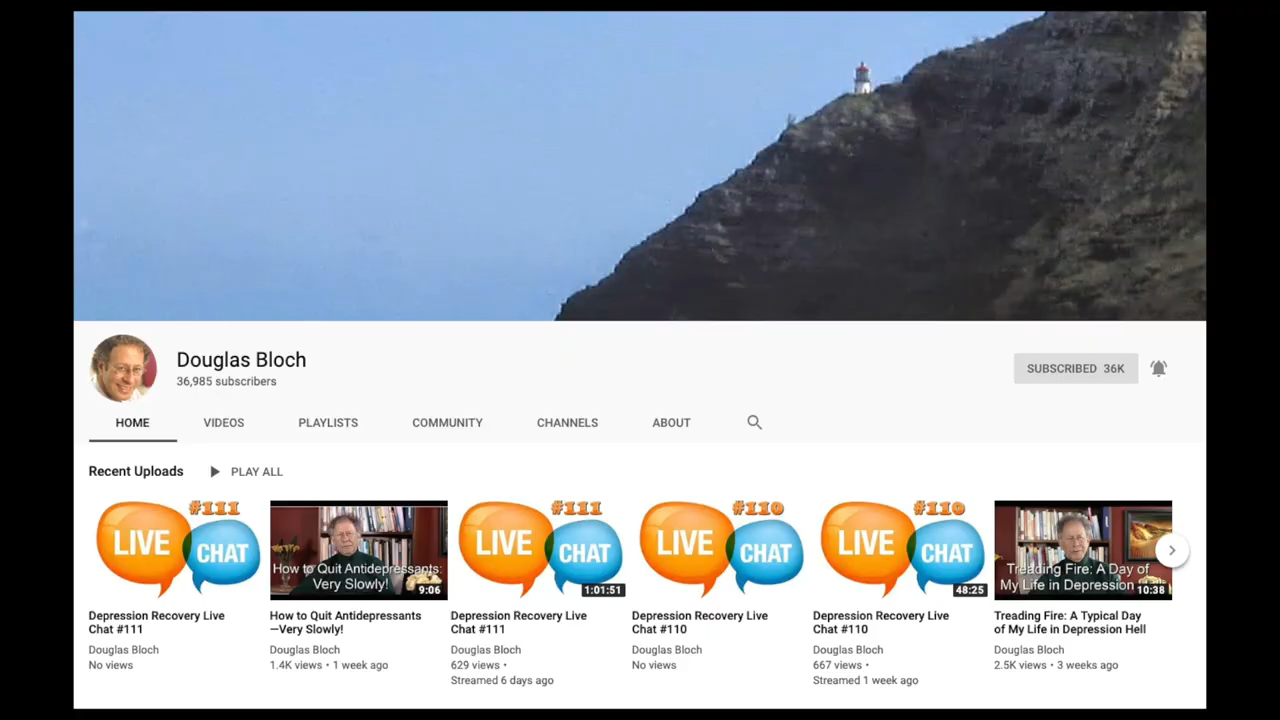 Douglas Bloch
36,985 subscribers
SUBSCRIBED 36K
HOME VIDEOS PLAYLISTS COMMUNITY CHANNELS ABOUT
Recent Uploads PLAY ALL
#111
LIVE CHAT
Depression Recovery Live
Chat #111
Douglas Bloch
No views
How to Quit Antidepressants:
Very Slowly!
9:06
How to Quit Antidepressants
—Very Slowly!
Douglas Bloch
1.4K views • 1 week ago
#111
LIVE CHAT
1:01:51
Depression Recovery Live
Chat #111
Douglas Bloch
629 views •
Streamed 6 days ago
#110
LIVE CHAT
Depression Recovery Live
Chat #110
Douglas Bloch
No views
#110
LIVE CHAT
48:25
Depression Recovery Live
Chat #110
Douglas Bloch
667 views •
Streamed 1 week ago
Treading Fire: A Day of
My Life in Depression
10:38
Treading Fire: A Typical Day
of My Life in Depression Hell
Douglas Bloch
2.5K views • 3 weeks ago